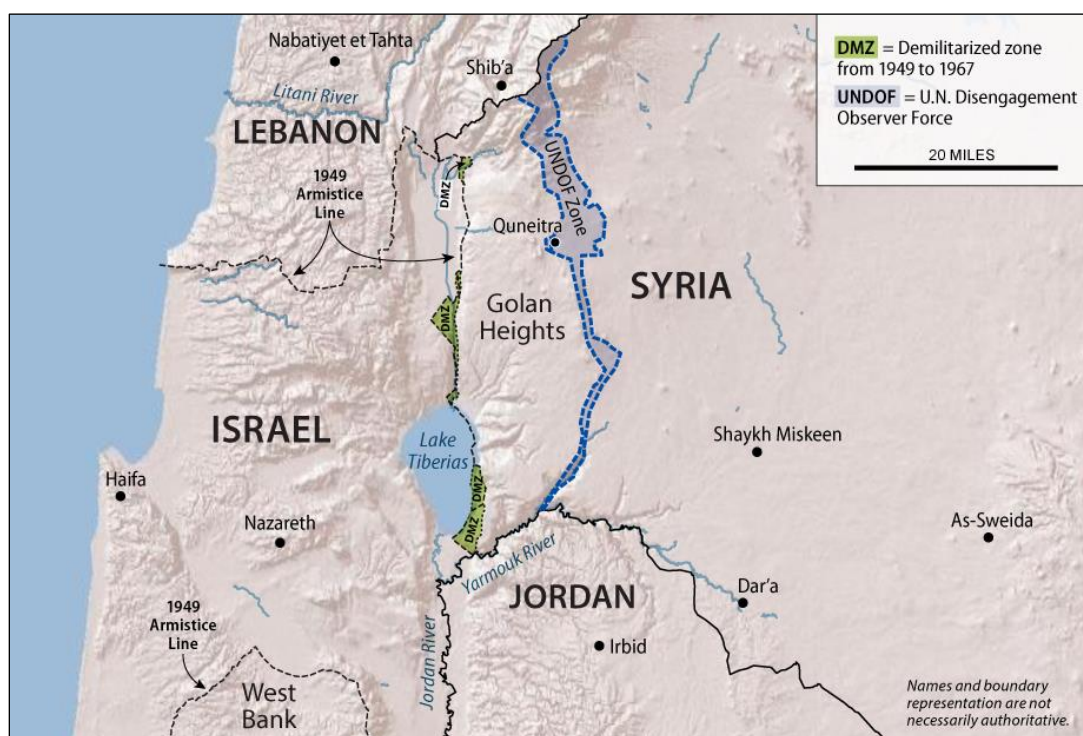 DMZ = Demilitarized zone
from 1949 to 1967
UNDOF = U.N. Disengagement
Observer Force
20 MILES
Nabatiyet et Tahta
Shib'a
Litani River
LEBANON
1949
Armistice
Line
DMZ
UNDOF Zone
Quneitra
SYRIA
DMZ
Golan
Heights
ISRAEL
Lake
Tiberias
Shaykh Miskeen
Haifa
DMZ
Nazareth
DMZ
As-Sweida
Yarmouk River
JORDAN
Dar'a
1949
Armistice
Line
Jordan River
Irbid
West
Bank
Names and boundary
representation are not
necessarily authoritative.